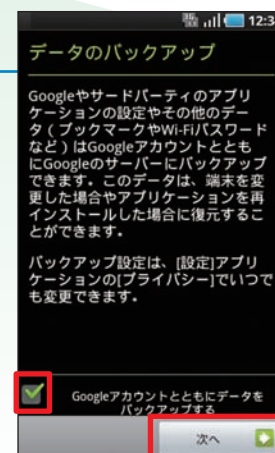 3G 12:3
データのバックアップ
Googleやサードパーティのアプリ
ケーションの設定やその他のデー
タ(ブックマークやWi-Fiパスワード
など)はGoogleアカウントととも
にGoogleのサーバーにバックアップ
できます。このデータは、端末を変
更した場合やアプリケーションを再
インストールした場合に復元するこ
とができます。
バックアップ設定は、[設定]アプリ
ケーションの[プライバシー]でいつで
も変更できます。
Googleアカウントとともにデータを
バックアップする
次へ